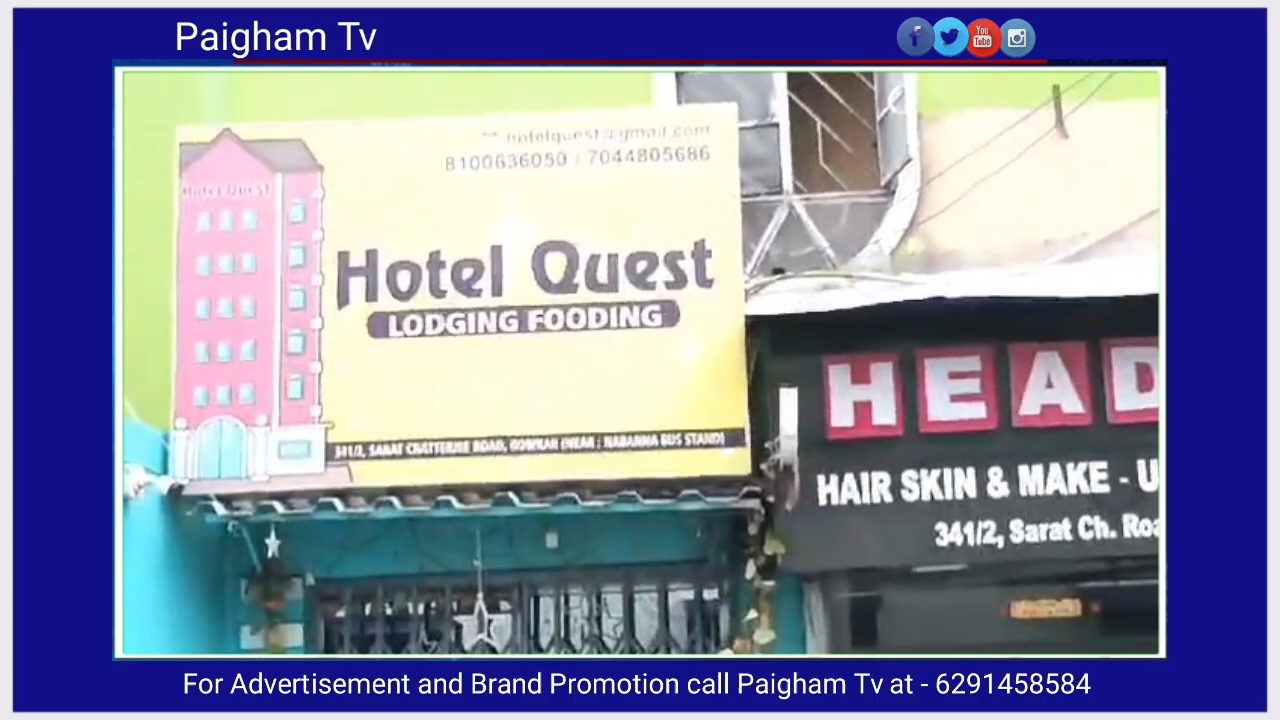 Paigham Tv
You
Tube
hotelquest@gmail.com
8100636050 / 7044805686
Hotel Quest
Hotel Quest
LODGING FOODING
341/2, SARAT CHATTERJEE ROAD, HOWRAH (NEAR : NABANNA BUS STAND)
HEAD
HAIR SKIN & MAKE - U
341/2, Sarat Ch. Roa
For Advertisement and Brand Promotion call Paigham Tv at - 6291458584